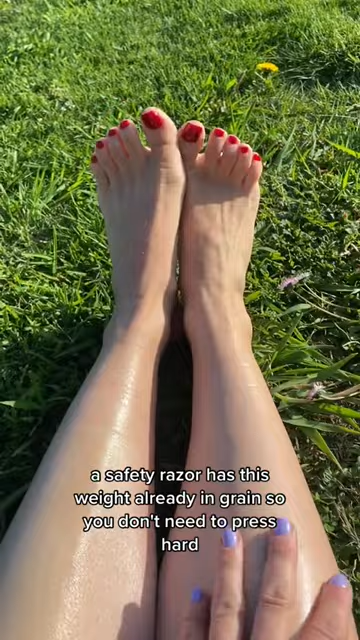 a safety razor has this
weight already in grain so
you don't need to press
hard